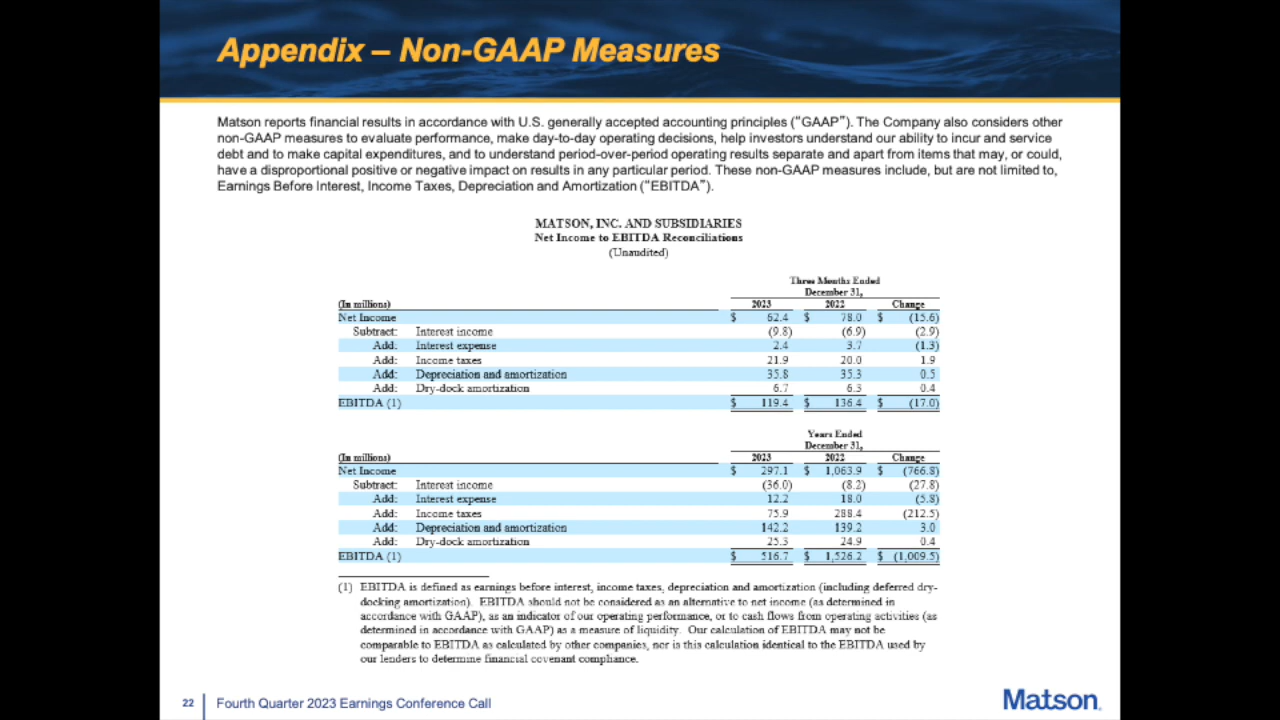 Appendix – Non-GAAP Measures
Matson reports financial results in accordance with U.S. generally accepted accounting principles (“GAAP”). The Company also considers other
non-GAAP measures to evaluate performance, make day-to-day operating decisions, help investors understand our ability to incur and service
debt and to make capital expenditures, and to understand period-over-period operating results separate and apart from items that may, or could,
have a disproportional positive or negative impact on results in any particular period. These non-GAAP measures include, but are not limited to,
Earnings Before Interest, Income Taxes, Depreciation and Amortization (“EBITDA”).
MATSON, INC. AND SUBSIDIARIES
Net Income to EBITDA Reconciliations
(Unaudited)
Three Months Ended
December 31,
(In millions) 2023 2022 Change
Net Income $ 62.4 $ 78.0 $ (15.6)
Subtract: Interest income (9.8) (6.9) (2.9)
Add: Interest expense 2.4 3.7 (1.3)
Add: Income taxes 21.9 20.0 1.9
Add: Depreciation and amortization 35.8 35.3 0.5
Add: Dry-dock amortization 6.7 6.3 0.4
EBITDA (1) $ 119.4 $ 136.4 $ (17.0)
Years Ended
December 31,
(In millions) 2023 2022 Change
Net Income $ 297.1 $ 1,063.9 $ (766.8)
Subtract: Interest income (36.0) (8.2) (27.8)
Add: Interest expense 12.2 18.0 (5.8)
Add: Income taxes 75.9 288.4 (212.5)
Add: Depreciation and amortization 142.2 139.2 3.0
Add: Dry-dock amortization 25.3 24.9 0.4
EBITDA (1) $ 516.7 $ 1,526.2 $ (1,009.5)
(1) EBITDA is defined as earnings before interest, income taxes, depreciation and amortization (including deferred dry-
docking amortization). EBITDA should not be considered as an alternative to net income (as determined in
accordance with GAAP), as an indicator of our operating performance, or to cash flows from operating activities (as
determined in accordance with GAAP) as a measure of liquidity. Our calculation of EBITDA may not be
comparable to EBITDA as calculated by other companies, nor is this calculation identical to the EBITDA used by
our lenders to determine financial covenant compliance.
22 Fourth Quarter 2023 Earnings Conference Call
Matson